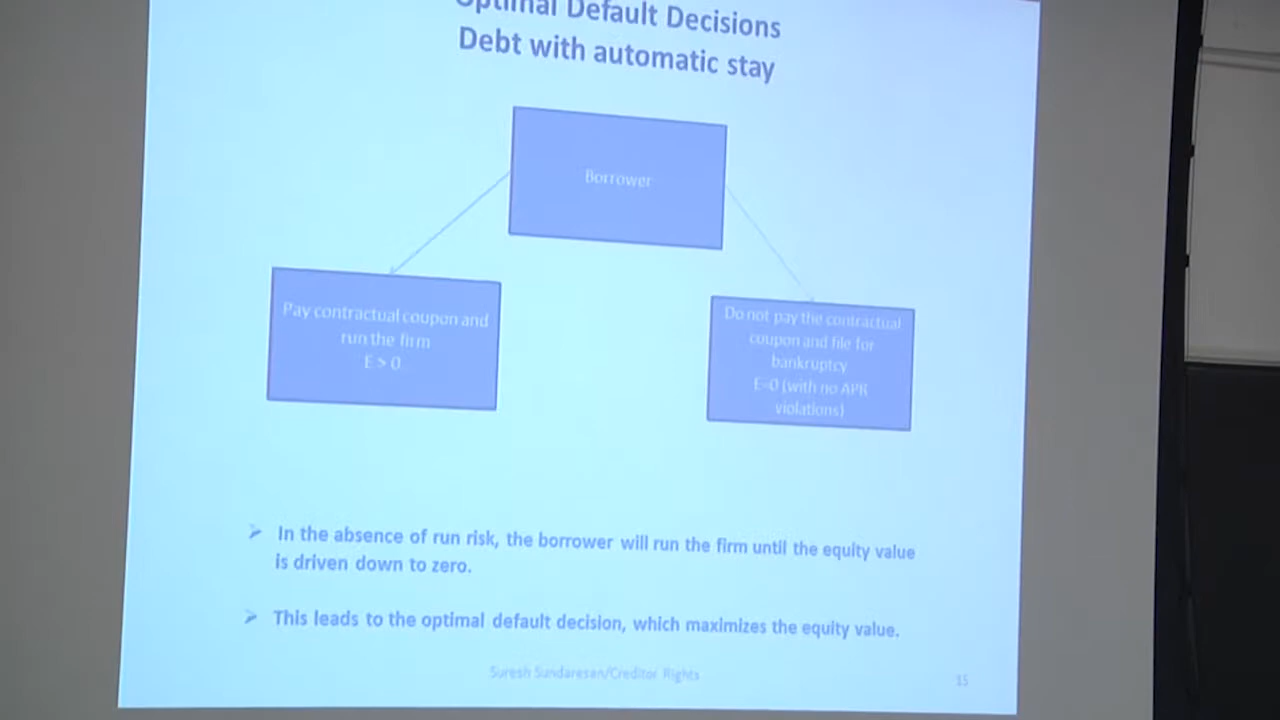 Optimal Default Decisions
Debt with automatic stay
Borrower
Pay contractual coupon and
run the firm
E > 0
Do not pay the contractual
coupon and file for
bankruptcy
E=0 (with no APR
violations)
➢ In the absence of run risk, the borrower will run the firm until the equity value
is driven down to zero.
➢ This leads to the optimal default decision, which maximizes the equity value.
Suresh Sundaresan/Creditor Rights
15